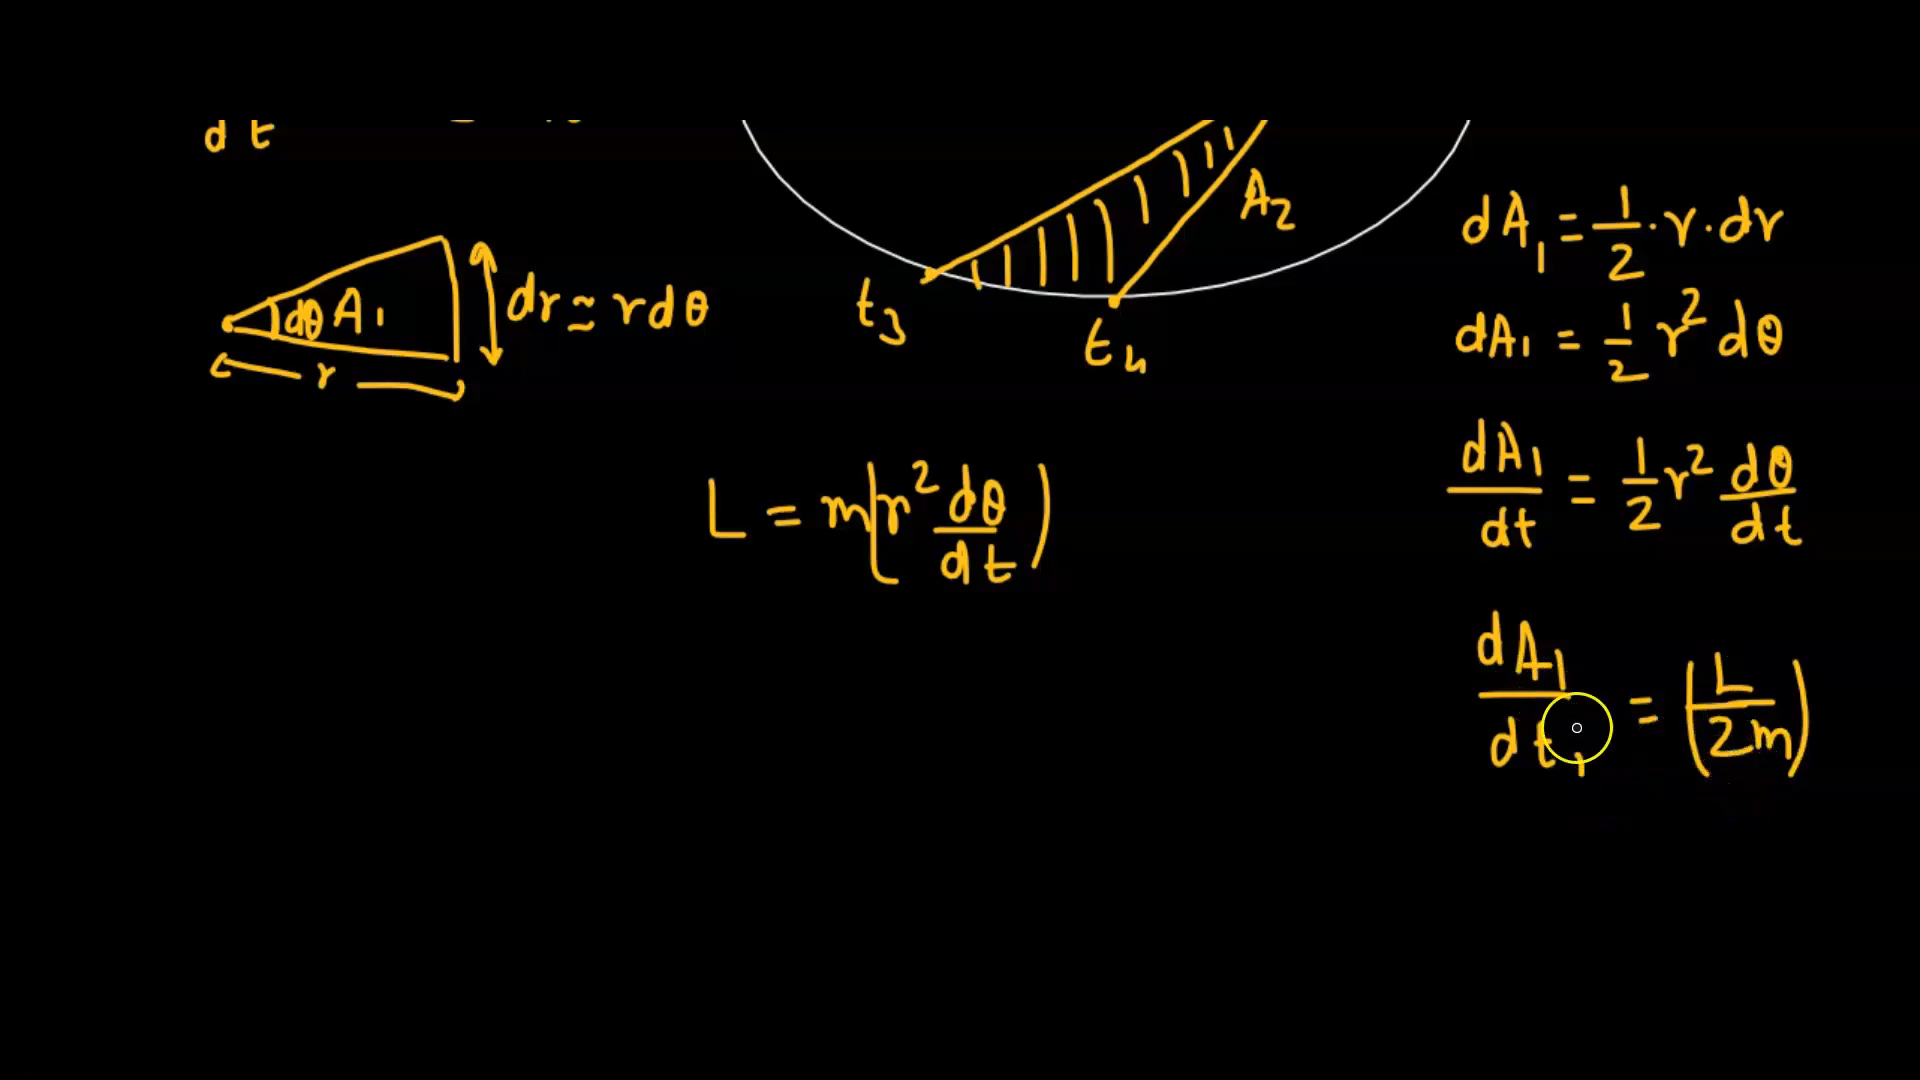 dt
A2
dA1 = 1/2 · r · dr
dθ A1
dr ≃ rdθ
t3
t4
dA1 = 1/2 r² dθ
r
dA1/dt = 1/2 r² dθ/dt
L = m(r² dθ/dt)
dA1/dt1 = (L/2m)